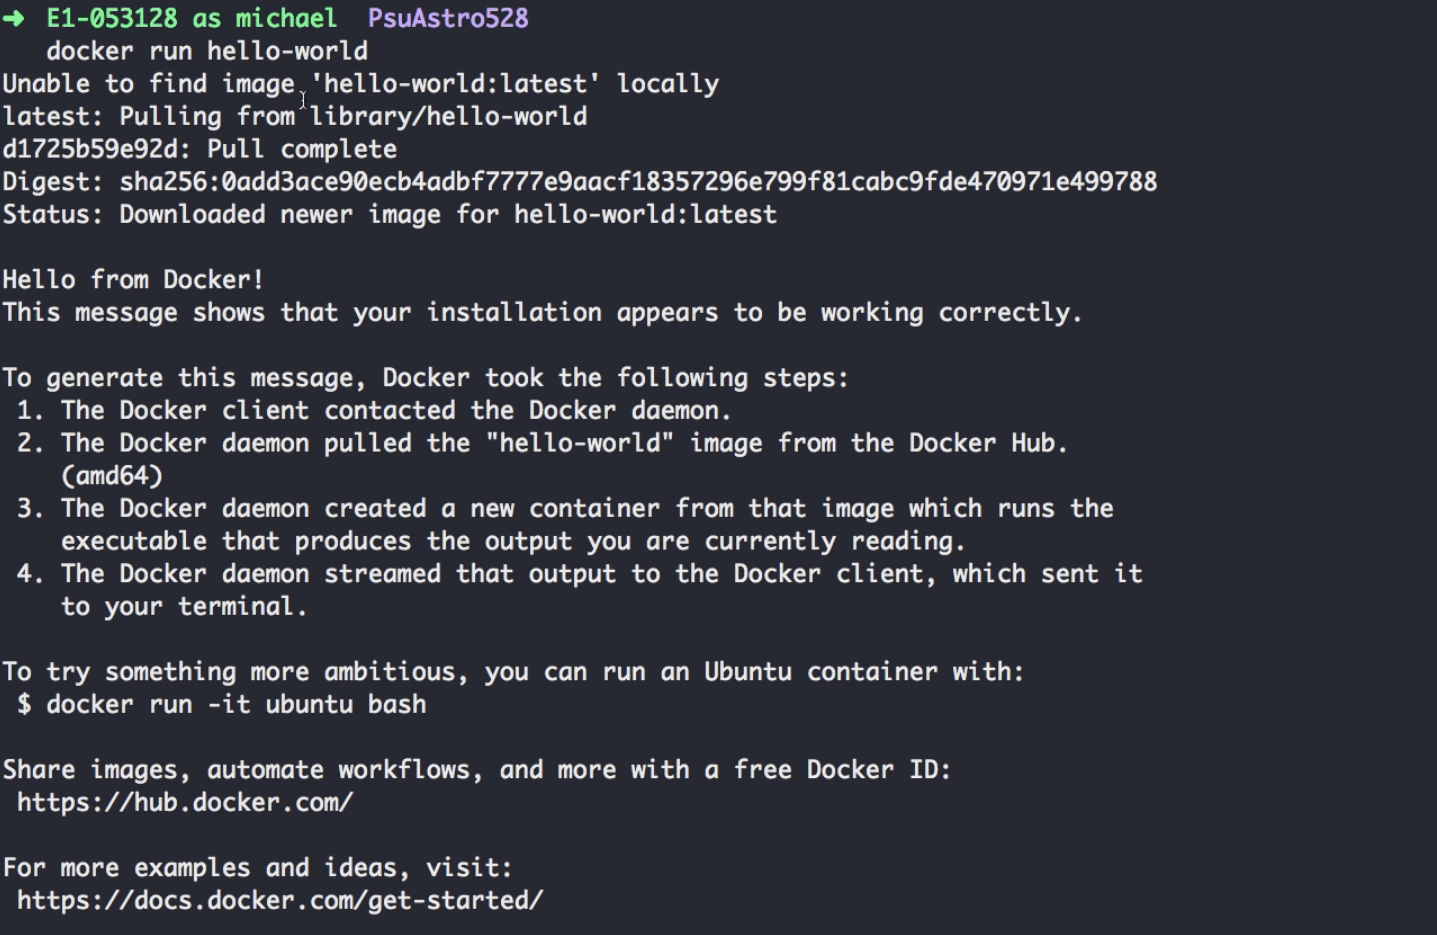 ➜ E1-053128 as michael PsuAstro528
docker run hello-world
Unable to find image 'hello-world:latest' locally
latest: Pulling from library/hello-world
d1725b59e92d: Pull complete
Digest: sha256:0add3ace90ecb4adbf7777e9aacf18357296e799f81cabc9fde470971e499788
Status: Downloaded newer image for hello-world:latest
Hello from Docker!
This message shows that your installation appears to be working correctly.
To generate this message, Docker took the following steps:
1. The Docker client contacted the Docker daemon.
2. The Docker daemon pulled the "hello-world" image from the Docker Hub.
(amd64)
3. The Docker daemon created a new container from that image which runs the
executable that produces the output you are currently reading.
4. The Docker daemon streamed that output to the Docker client, which sent it
to your terminal.
To try something more ambitious, you can run an Ubuntu container with:
$ docker run -it ubuntu bash
Share images, automate workflows, and more with a free Docker ID:
https://hub.docker.com/
For more examples and ideas, visit:
https://docs.docker.com/get-started/